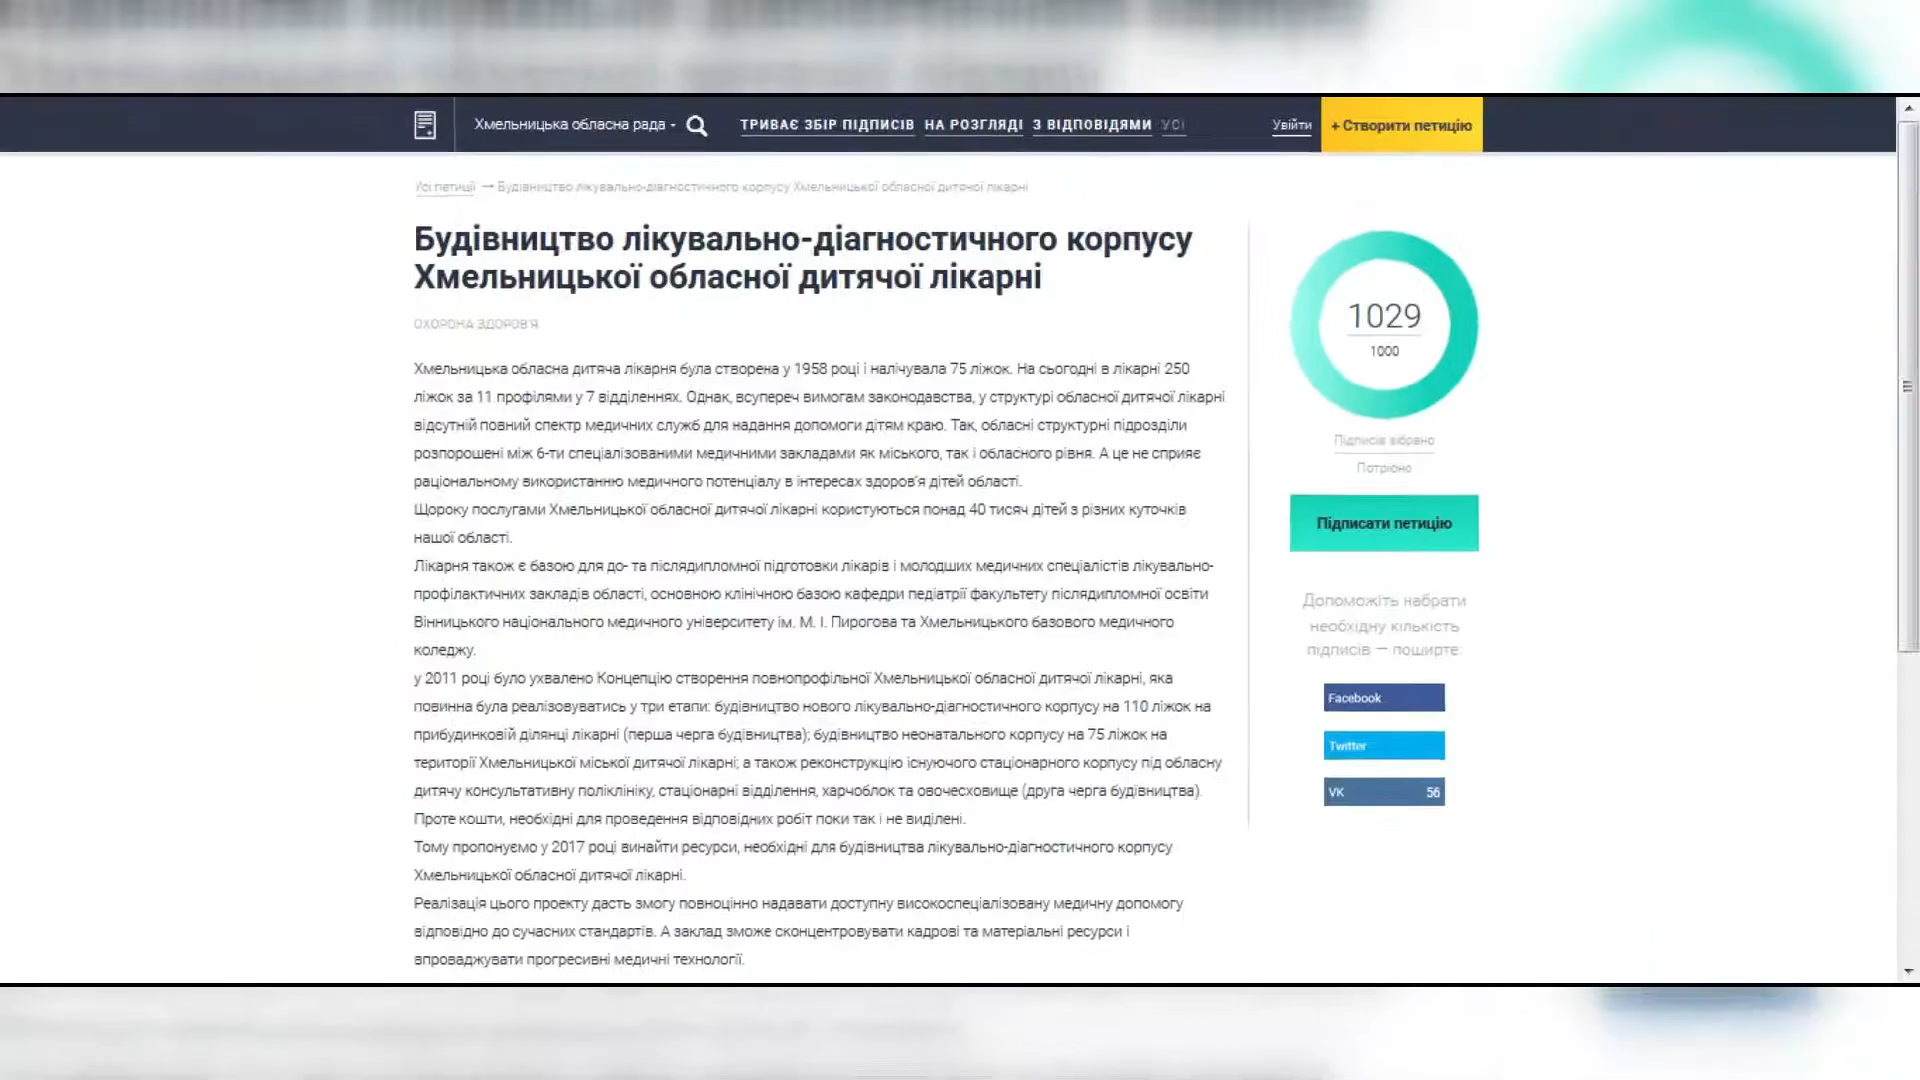 Хмельницька обласна рада
ТРИВАЄ ЗБІР ПІДПИСІВ НА РОЗГЛЯДІ З ВІДПОВІДЯМИ УСІ
Увійти
+ Створити петицію
Усі петиції → Будівництво лікувально-діагностичного корпусу Хмельницької обласної дитячої лікарні
Будівництво лікувально-діагностичного корпусу
Хмельницької обласної дитячої лікарні
ОХОРОНА ЗДОРОВ'Я
Хмельницька обласна дитяча лікарня була створена у 1958 році і налічувала 75 ліжок. На сьогодні в лікарні 250
ліжок за 11 профілями у 7 відділеннях. Однак, всупереч вимогам законодавства, у структурі обласної дитячої лікарні
відсутній повний спектр медичних служб для надання допомоги дітям краю. Так, обласні структурні підрозділи
розпорошені між 6-ти спеціалізованими медичними закладами як міського, так і обласного рівня. А це не сприяє
раціональному використанню медичного потенціалу в інтересах здоров'я дітей області.
Щороку послугами Хмельницької обласної дитячої лікарні користуються понад 40 тисяч дітей з різних куточків
нашої області.
Лікарня також є базою для до- та післядипломної підготовки лікарів і молодших медичних спеціалістів лікувально-
профілактичних закладів області, основною клінічною базою кафедри педіатрії факультету післядипломної освіти
Вінницького національного медичного університету ім. М. І. Пирогова та Хмельницького базового медичного
коледжу.
у 2011 році було ухвалено Концепцію створення повнопрофільної Хмельницької обласної дитячої лікарні, яка
повинна була реалізовуватись у три етапи: будівництво нового лікувально-діагностичного корпусу на 110 ліжок на
прибудинковій ділянці лікарні (перша черга будівництва); будівництво неонатального корпусу на 75 ліжок на
території Хмельницької міської дитячої лікарні; а також реконструкцію існуючого стаціонарного корпусу під обласну
дитячу консультативну поліклініку, стаціонарні відділення, харчоблок та овочесховище (друга черга будівництва).
Проте кошти, необхідні для проведення відповідних робіт поки так і не виділені.
Тому пропонуємо у 2017 році винайти ресурси, необхідні для будівництва лікувально-діагностичного корпусу
Хмельницької обласної дитячої лікарні.
Реалізація цього проекту дасть змогу повноцінно надавати доступну високоспеціалізовану медичну допомогу
відповідно до сучасних стандартів. А заклад зможе сконцентровувати кадрові та матеріальні ресурси і
впроваджувати прогресивні медичні технології.
1029
1000
Підписів зібрано
Потрібно
Підписати петицію
Допоможіть набрати
необхідну кількість
підписів — поширте:
Facebook
Twitter
VK 56